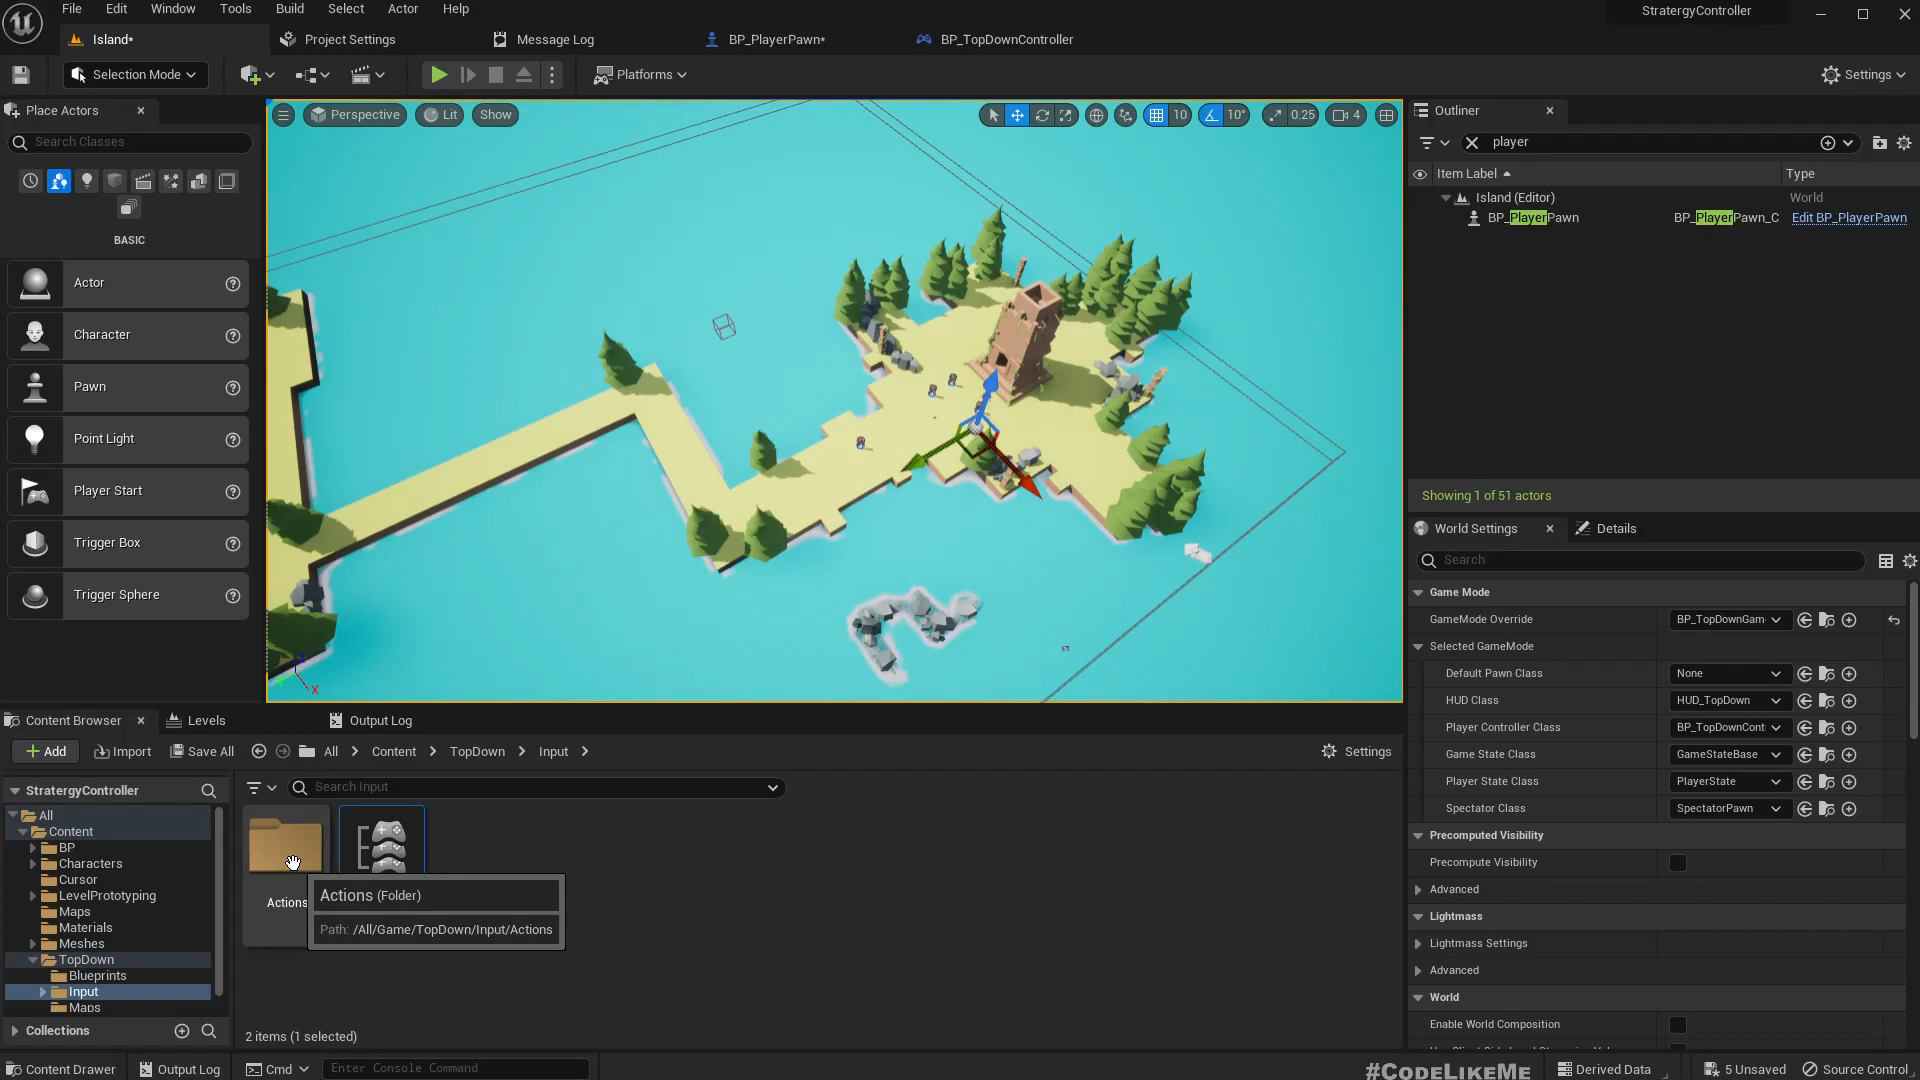 File Edit Window Tools Build Select Actor Help StratergyController
Island* Project Settings Message Log BP_PlayerPawn* BP_TopDownController
Selection Mode Platforms Settings
Place Actors
Search Classes
BASIC
Actor
Character
Pawn
Point Light
Player Start
Trigger Box
Trigger Sphere
Perspective Lit Show 10 10° 0.25 4
X
Outliner
player
Item Label Type
Island (Editor) World
BP_PlayerPawn BP_PlayerPawn_C Edit BP_PlayerPawn
Showing 1 of 51 actors
World Settings Details
Search
Game Mode
GameMode Override BP_TopDownGam
Selected GameMode
Default Pawn Class None
HUD Class HUD_TopDown
Player Controller Class BP_TopDownCont
Game State Class GameStateBase
Player State Class PlayerState
Spectator Class SpectatorPawn
Precomputed Visibility
Precompute Visibility
Advanced
Lightmass
Lightmass Settings
Advanced
World
Enable World Composition
Content Browser Levels Output Log
Add Import Save All All Content TopDown Input Settings
StratergyController
Search Input
All
Content
BP
Characters
Cursor
LevelPrototyping
Maps
Materials
Meshes
TopDown
Blueprints
Input
Maps
Collections
Actions
Actions (Folder)
Path: /All/Game/TopDown/Input/Actions
2 items (1 selected)
Content Drawer Output Log Cmd Enter Console Command #CODELIKEME Derived Data 5 Unsaved Source Control